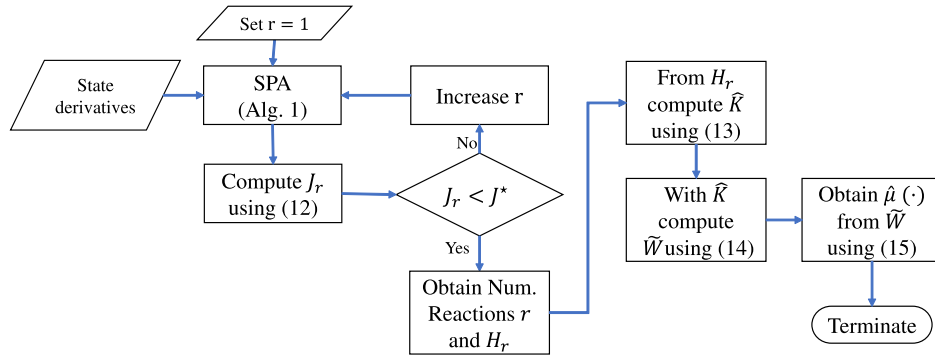 Set r = 1
State
derivatives
SPA
(Alg. 1)
Increase r
No
Compute J_r
using (12)
J_r < J^⋆
Yes
Obtain Num.
Reactions r
and H_r
From H_r
compute K̂
using (13)
With K̂
compute
W̃ using (14)
Obtain μ̂ (·)
from W̃
using (15)
Terminate